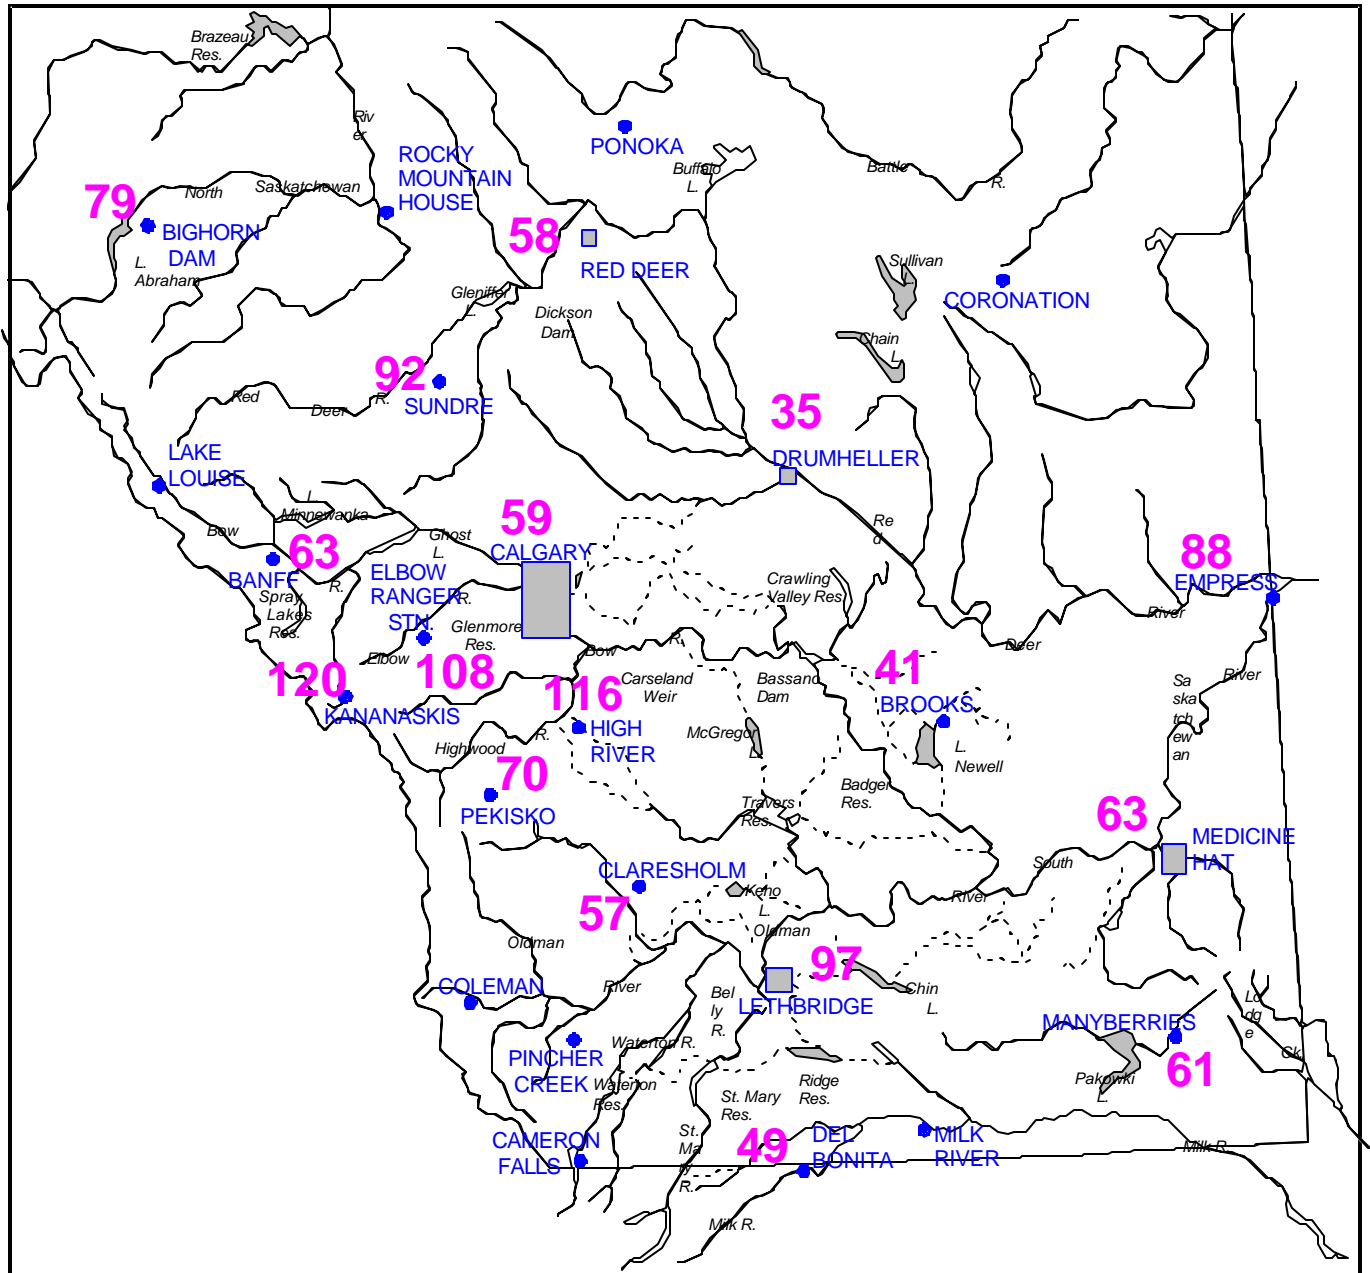 Brazeau
Res.
Riv
er
PONOKA
ROCKY
MOUNTAIN
HOUSE
Buffalo
L.
Battle
R.
79
North
Saskatchewan
BIGHORN
DAM
L.
Abraham
58
RED DEER
Sullivan
L.
CORONATION
Gleniffer
L.
Dickson
Dam
Chain
L.
92
SUNDRE
Red
Deer
R.
35
DRUMHELLER
LAKE
LOUISE
L.
Minnewanka
Bow
63
BANFF
R.
Ghost
L.
59
CALGARY
Re
d
88
EMPRESS
River
ELBOW
RANGER
STN.
R.
Spray
Lakes
Res.
Glenmore
Res.
Crawling
Valley Res.
Elbow
108
Bow
R.
Deer
120
KANANASKIS
116
HIGH
RIVER
Carseland
Weir
Bassano
Dam
41
BROOKS
L.
Newell
Sa
ska
tch
ew
an
River
McGregor
L.
Highwood
R.
70
PEKISKO
Travers
Res.
Badger
Res.
63
MEDICINE
HAT
South
River
CLARESHOLM
57
Keho
L.
Oldman
Oldman
River
97
LETHBRIDGE
Chin
L.
COLEMAN
Bel
ly
R.
Lo
dg
e
Ck.
MANYBERRIES
61
Pakowki
L.
PINCHER
CREEK
Waterton R.
Waterton
Res.
Ridge
Res.
St. Mary
Res.
St.
Ma
ry
R.
49
DEL
BONITA
MILK
RIVER
Milk R.
CAMERON
FALLS
Milk R.